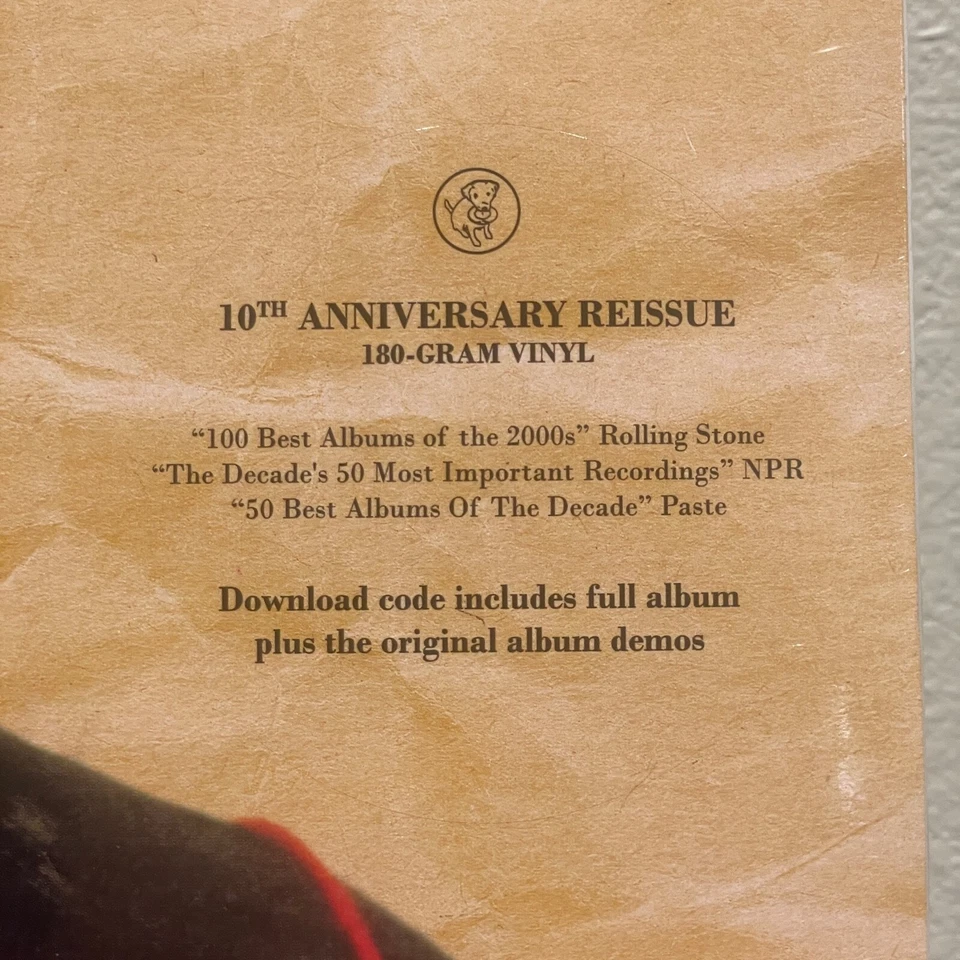 10TH ANNIVERSARY REISSUE
180-GRAM VINYL
“100 Best Albums of the 2000s” Rolling Stone
“The Decade's 50 Most Important Recordings” NPR
“50 Best Albums Of The Decade” Paste
Download code includes full album
plus the original album demos